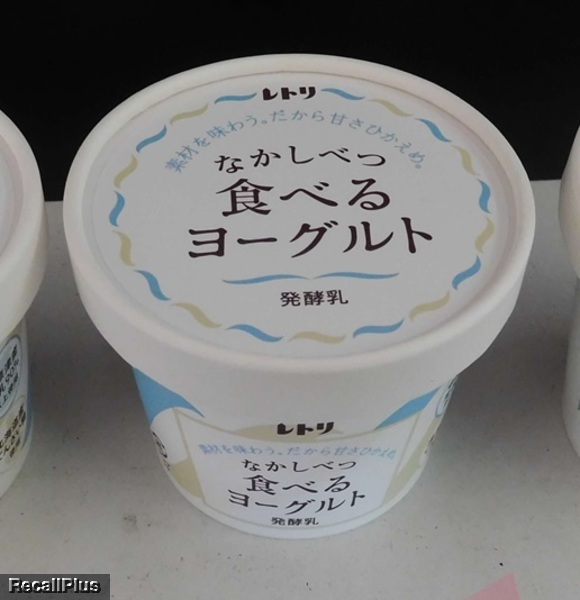 レトリ
素材を味わう。だから甘さひかえめ。
なかしべつ
食べる
ヨーグルト
発酵乳
レトリ
素材を味わう。だから甘さひかえめ。
なかしべつ
食べる
ヨーグルト
発酵乳
RecallPlus